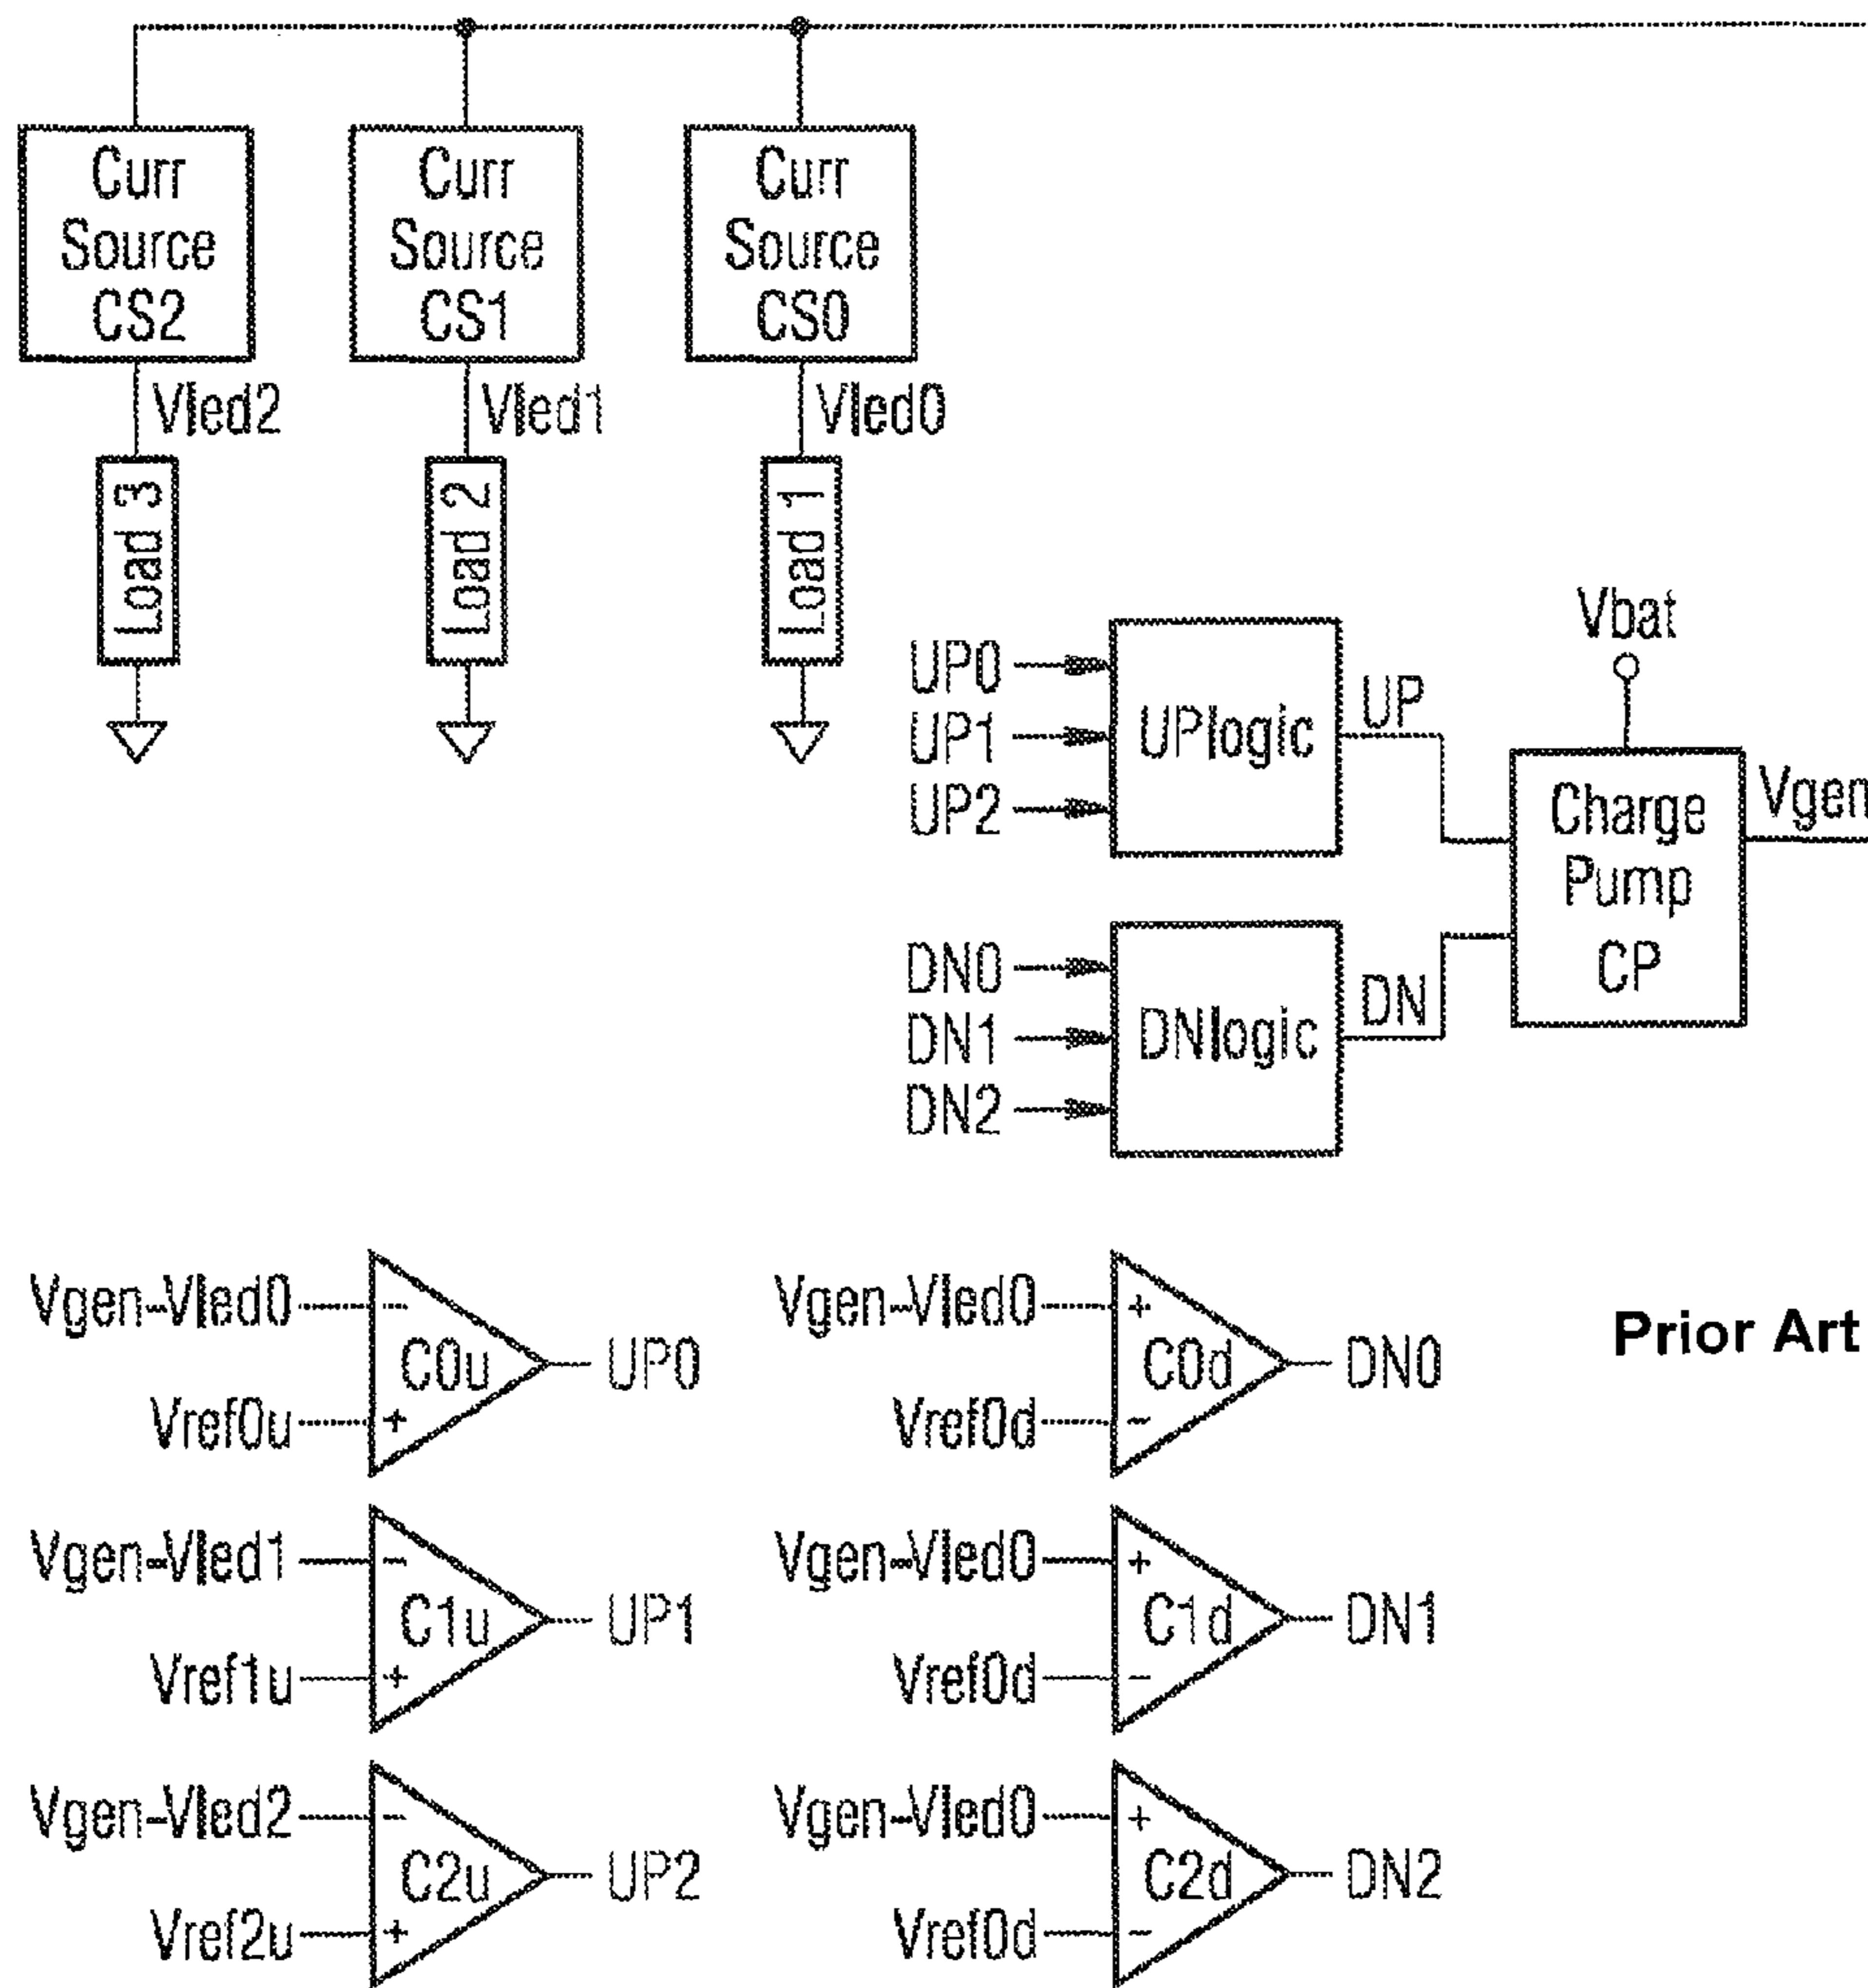 Curr
Source
CS2
Curr
Source
CS1
Curr
Source
CS0
Vled2
Vled1
Vled0
Load 3
Load 2
Load 1
Vbat
UP0
UP1
UP2
UPlogic
UP
Charge
Pump
CP
Vgen
DN0
DN1
DN2
DNlogic
DN
Vgen-Vled0
-
C0u
UP0
Vref0u
+
Vgen-Vled0
+
C0d
DN0
Vref0d
-
Prior Art
Vgen-Vled1
-
C1u
UP1
Vref1u
+
Vgen-Vled0
+
C1d
DN1
Vref0d
-
Vgen-Vled2
-
C2u
UP2
Vref2u
+
Vgen-Vled0
+
C2d
DN2
Vref0d
-